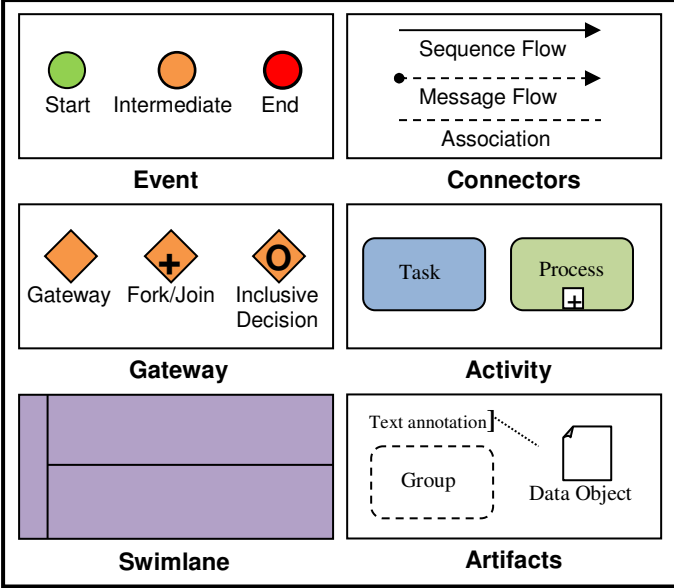 Start Intermediate End
Event
Sequence Flow
Message Flow
Association
Connectors
Gateway Fork/Join Inclusive
Decision
Gateway
Task Process
+
Activity
Swimlane
Text annotation]
Group
Data Object
Artifacts